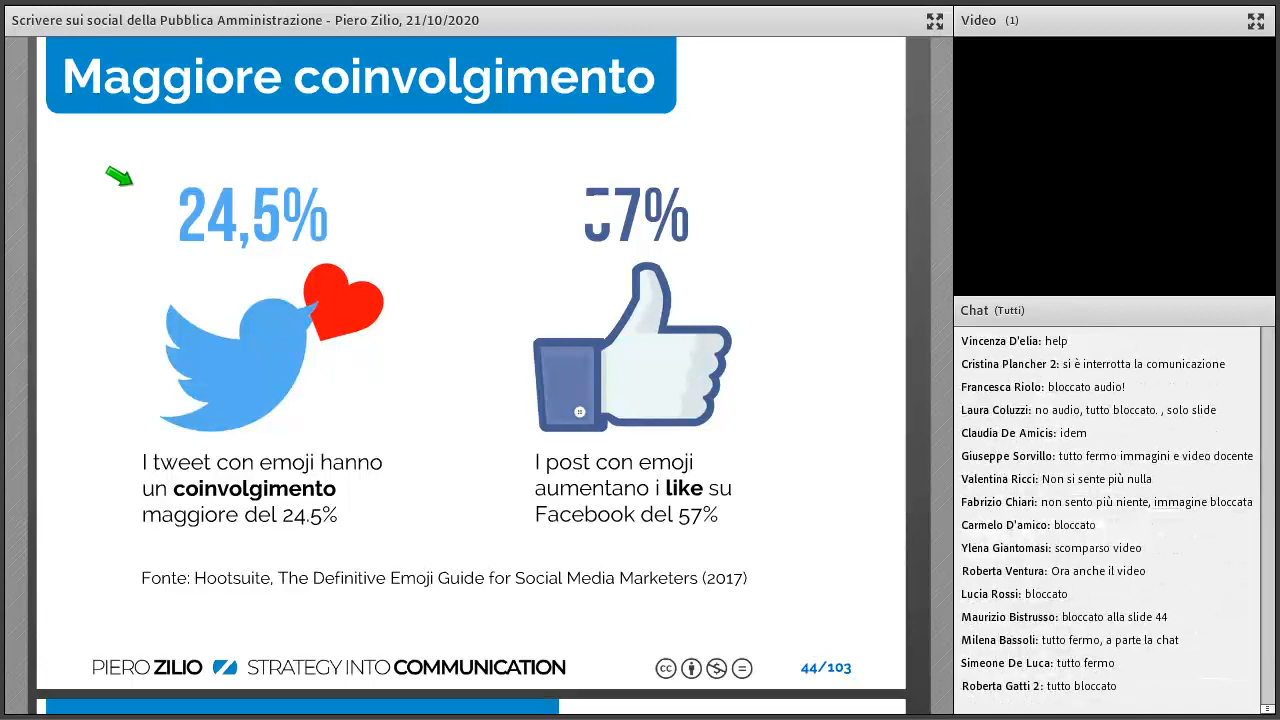 Scrivere sui social della Pubblica Amministrazione - Piero Zilio, 21/10/2020
Maggiore coinvolgimento
24,5%
57%
I tweet con emoji hanno
un coinvolgimento
maggiore del 24.5%
I post con emoji
aumentano i like su
Facebook del 57%
Fonte: Hootsuite, The Definitive Emoji Guide for Social Media Marketers (2017)
PIERO ZILIO STRATEGY INTO COMMUNICATION
cc
44/103
Video (1)
Chat (Tutti)
Vincenza D'elia: help
Cristina Plancher 2: si è interrotta la comunicazione
Francesca Riolo: bloccato audio!
Laura Coluzzi: no audio, tutto bloccato. , solo slide
Claudia De Amicis: idem
Giuseppe Sorvillo: tutto fermo immagini e video docente
Valentina Ricci: Non si sente più nulla
Fabrizio Chiari: non sento più niente, immagine bloccata
Carmelo D'amico: bloccato
Ylena Giantomasi: scomparso video
Roberta Ventura: Ora anche il video
Lucia Rossi: bloccato
Maurizio Bistrusso: bloccato alla slide 44
Milena Bassoli: tutto fermo, a parte la chat
Simeone De Luca: tutto fermo
Roberta Gatti 2: tutto bloccato